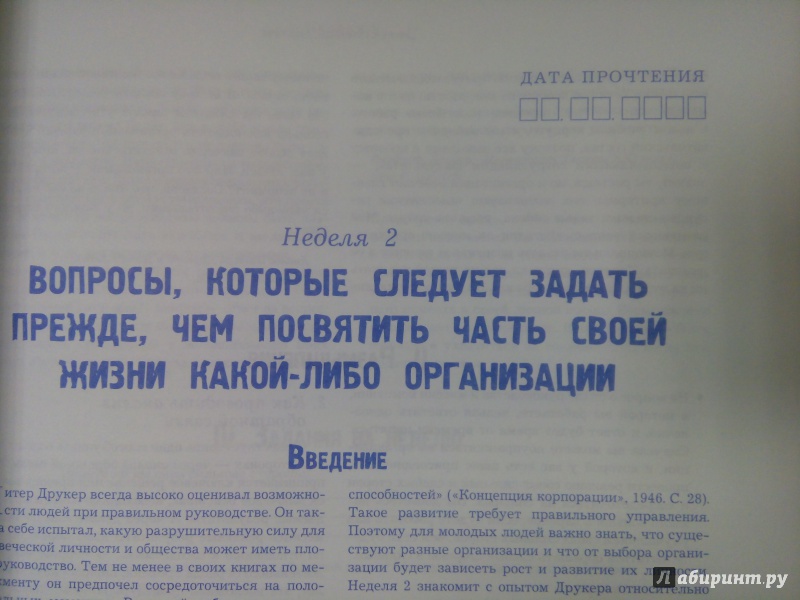 ДАТА ПРОЧТЕНИЯ
Неделя 2
ВОПРОСЫ, КОТОРЫЕ СЛЕДУЕТ ЗАДАТЬ
ПРЕЖДЕ, ЧЕМ ПОСВЯТИТЬ ЧАСТЬ СВОЕЙ
ЖИЗНИ КАКОЙ-ЛИБО ОРГАНИЗАЦИИ
ВВЕДЕНИЕ
итер Друкер всегда высоко оценивал возможно-
сти людей при правильном руководстве. Он так-
а себе испытал, какую разрушительную силу для
веческой личности и общества может иметь пло-
руководство. Тем не менее в своих книгах по ме-
кменту он предпочел сосредоточиться на поло-
способностей» («Концепция корпорации», 1946. С. 28).
Такое развитие требует правильного управления.
Поэтому для молодых людей важно знать, что суще-
ствуют разные организации и что от выбора органи-
зации будет зависеть рост и развитие их личности.
Неделя 2 знакомит с опытом Друкера относительно
Лабиринт.ру